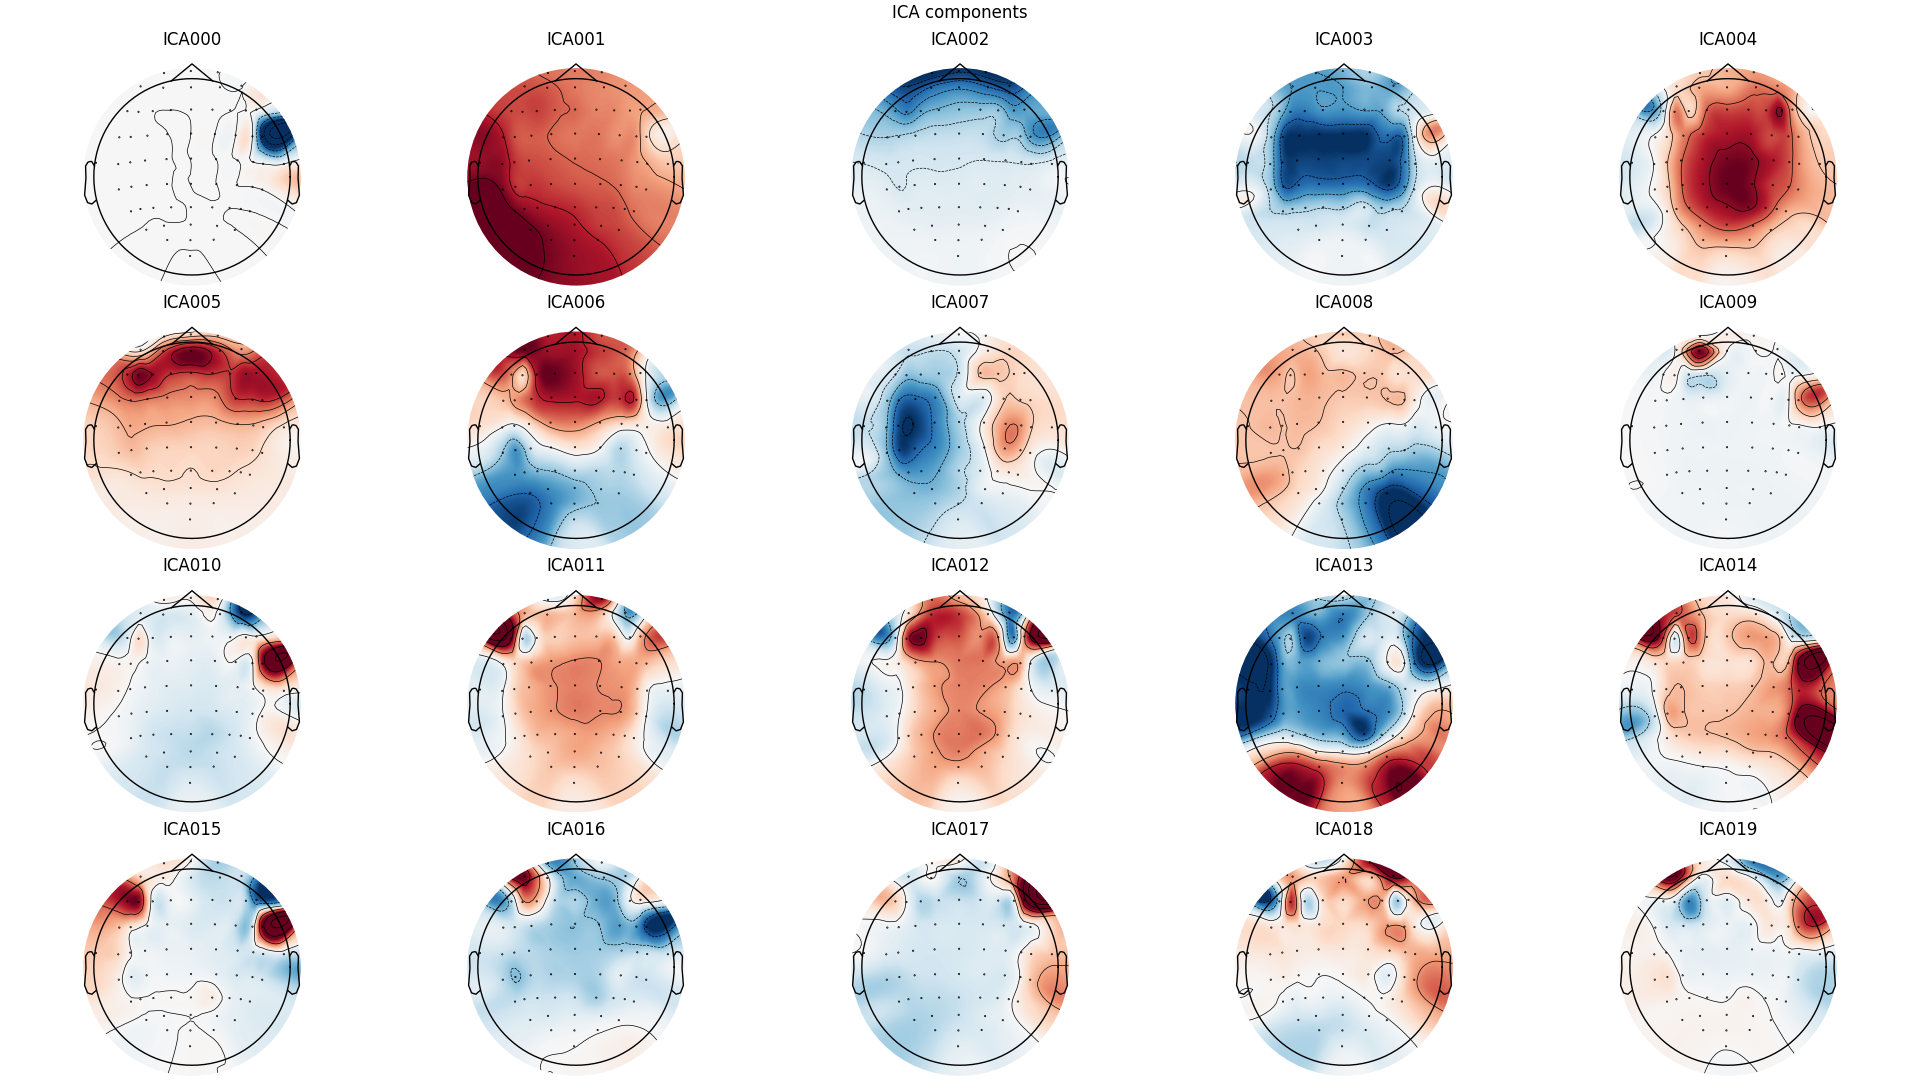 ICA components
ICA000 ICA001 ICA002 ICA003 ICA004
ICA005 ICA006 ICA007 ICA008 ICA009
ICA010 ICA011 ICA012 ICA013 ICA014
ICA015 ICA016 ICA017 ICA018 ICA019